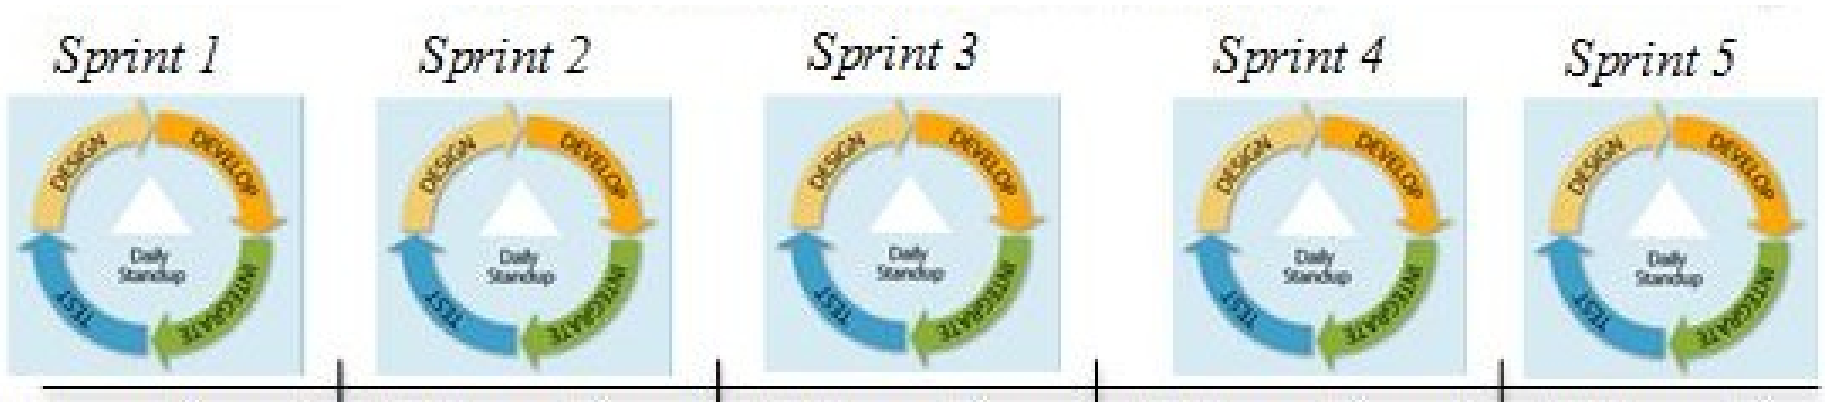 Sprint 1
Sprint 2
Sprint 3
Sprint 4
Sprint 5
DESIGN
DEVELOP
INTEGRATE
TEST
Daily
Standup
DESIGN
DEVELOP
INTEGRATE
TEST
Daily
Standup
DESIGN
DEVELOP
INTEGRATE
TEST
Daily
Standup
DESIGN
DEVELOP
INTEGRATE
TEST
Daily
Standup
DESIGN
DEVELOP
INTEGRATE
TEST
Daily
Standup